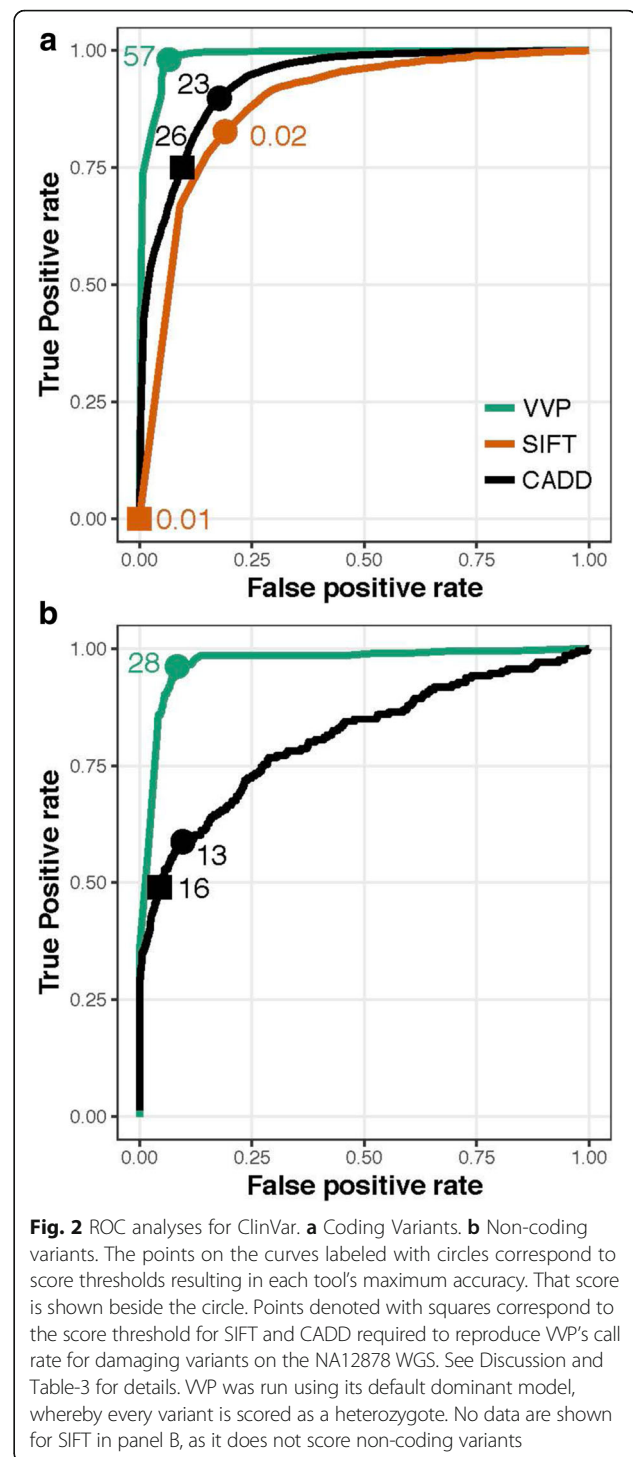 a
1.00
57
23
26
0.02
0.75
0.50
0.25
0.00
0.01
True Positive rate
VVP
SIFT
CADD
0.00 0.25 0.50 0.75 1.00
False positive rate
b
1.00
28
0.75
13
16
0.50
0.25
0.00
True Positive rate
0.00 0.25 0.50 0.75 1.00
False positive rate
Fig. 2 ROC analyses for ClinVar. a Coding Variants. b Non-coding
variants. The points on the curves labeled with circles correspond to
score thresholds resulting in each tool's maximum accuracy. That score
is shown beside the circle. Points denoted with squares correspond to
the score threshold for SIFT and CADD required to reproduce VVP's call
rate for damaging variants on the NA12878 WGS. See Discussion and
Table-3 for details. VVP was run using its default dominant model,
whereby every variant is scored as a heterozygote. No data are shown
for SIFT in panel B, as it does not score non-coding variants